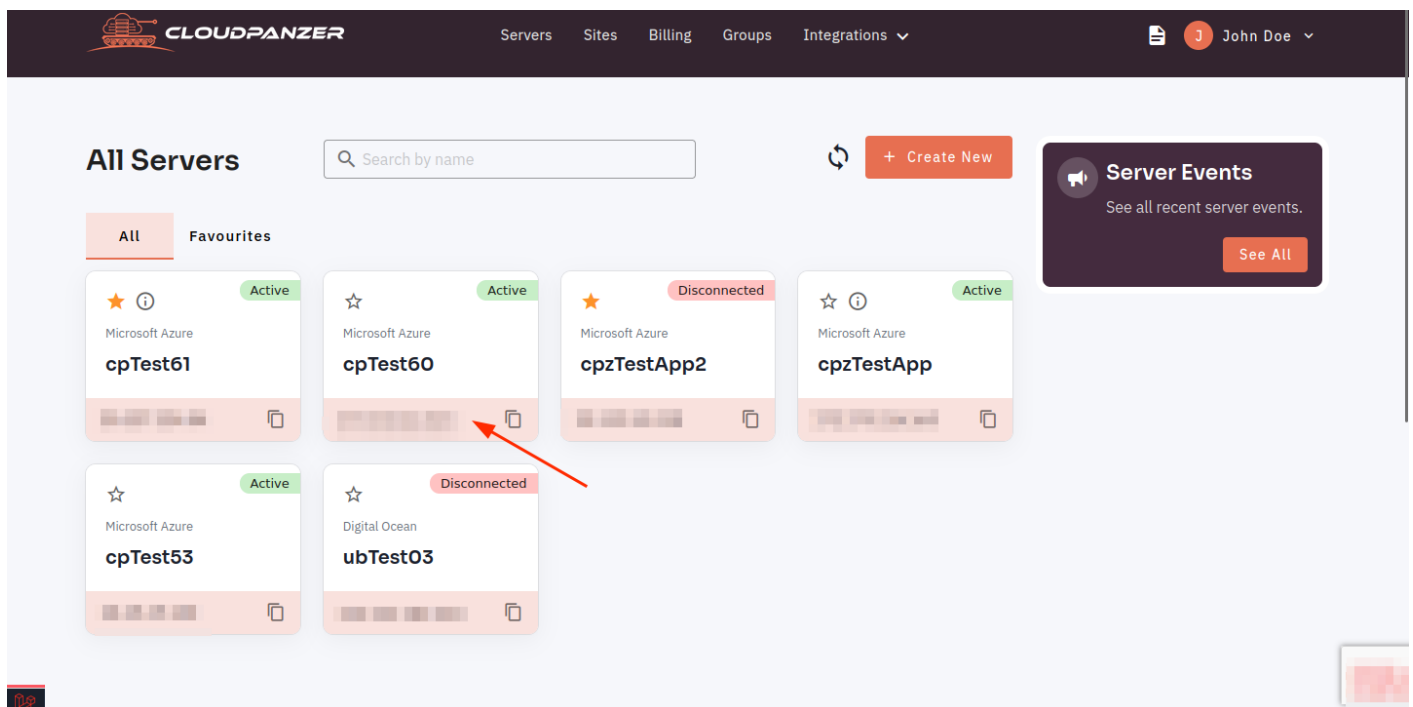 CLOUDPANZER
Servers Sites Billing Groups Integrations
J John Doe
All Servers
Search by name
+ Create New
Server Events
See all recent server events.
See All
All Favourites
Active
Microsoft Azure
cpTest61
Active
Microsoft Azure
cpTest60
Disconnected
Microsoft Azure
cpzTestApp2
Active
Microsoft Azure
cpzTestApp
Active
Microsoft Azure
cpTest53
Disconnected
Digital Ocean
ubTest03